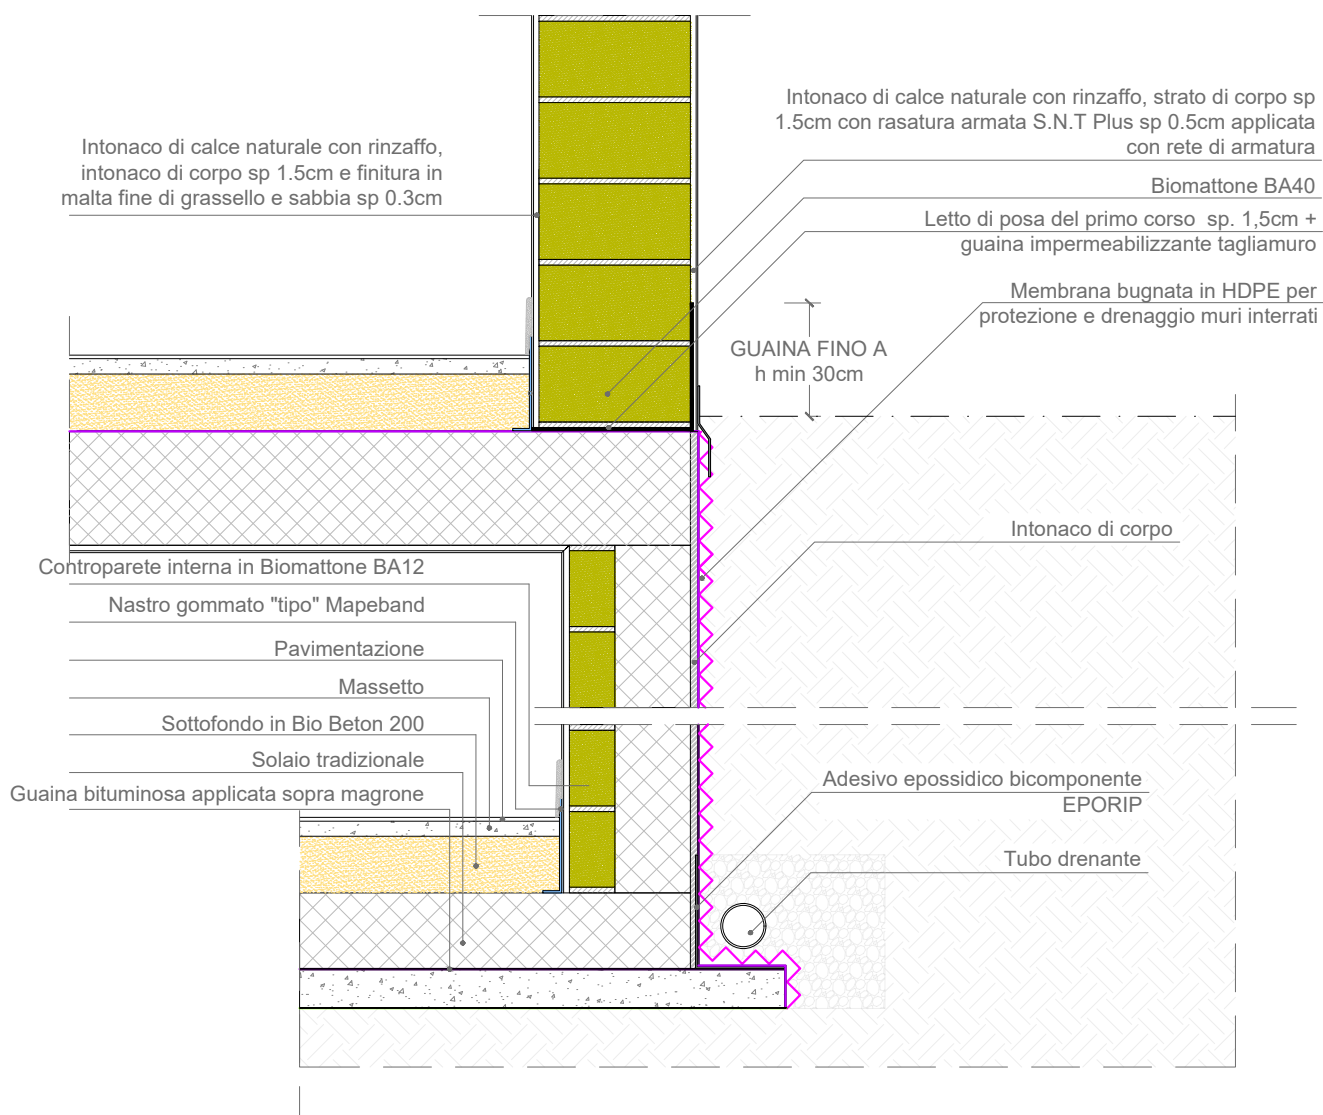 Intonaco di calce naturale con rinzaffo,
intonaco di corpo sp 1.5cm e finitura in
malta fine di grassello e sabbia sp 0.3cm
Intonaco di calce naturale con rinzaffo, strato di corpo sp
1.5cm con rasatura armata S.N.T Plus sp 0.5cm applicata
con rete di armatura
Biomattone BA40
Letto di posa del primo corso sp. 1,5cm +
guaina impermeabilizzante tagliamuro
Membrana bugnata in HDPE per
protezione e drenaggio muri interrati
GUAINA FINO A
h min 30cm
Intonaco di corpo
Controparete interna in Biomattone BA12
Nastro gommato "tipo" Mapeband
Pavimentazione
Massetto
Sottofondo in Bio Beton 200
Solaio tradizionale
Guaina bituminosa applicata sopra magrone
Adesivo epossidico bicomponente
EPORIP
Tubo drenante